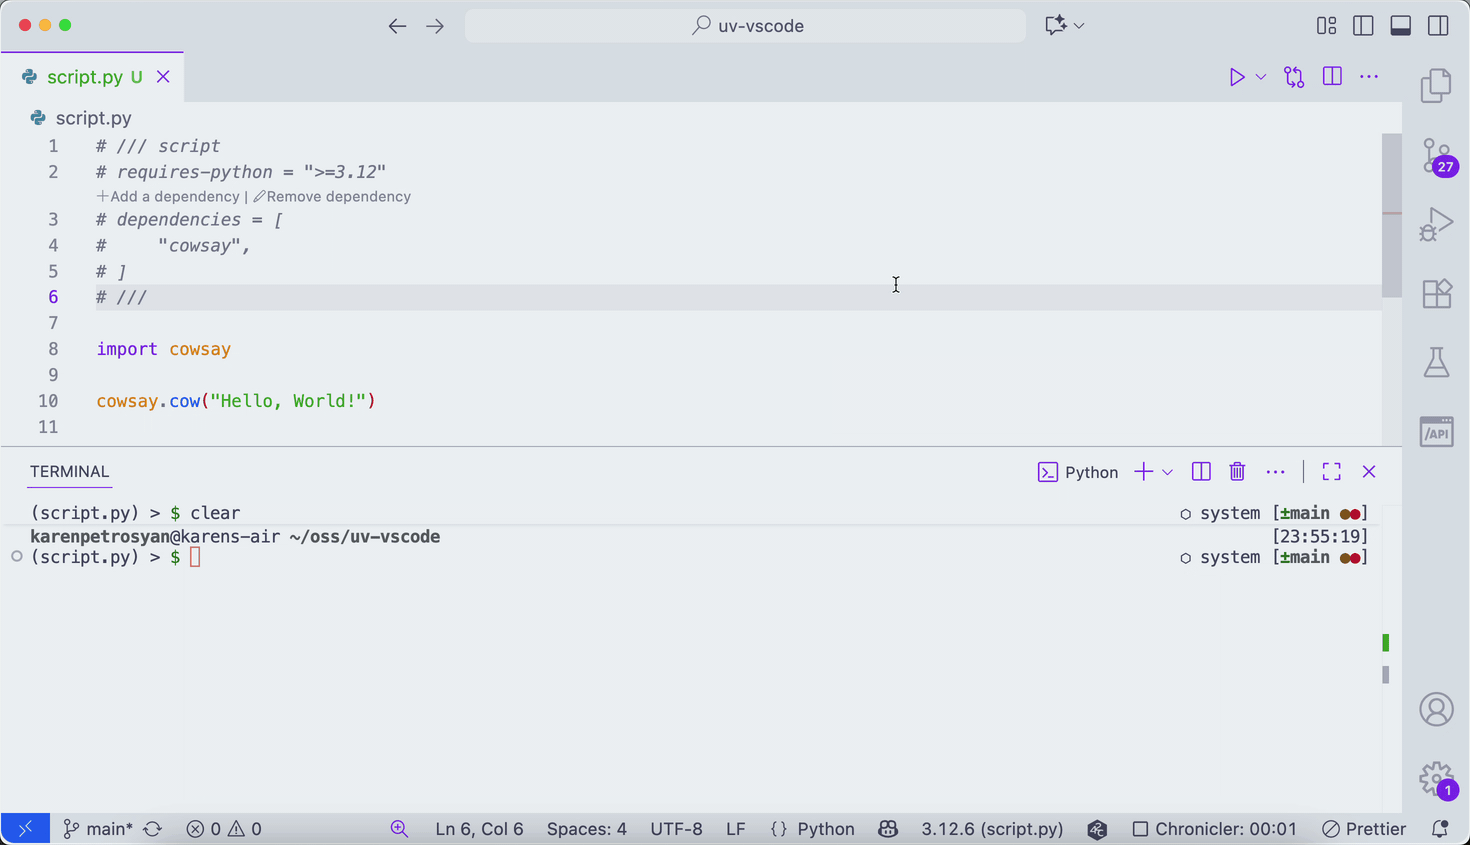 uv-vscode
script.py U
script.py
1 # /// script
2 # requires-python = ">=3.12"
Add a dependency | Remove dependency
3 # dependencies = [
4 #     "cowsay",
5 # ]
6 # ///
7
8 import cowsay
9
10 cowsay.cow("Hello, World!")
11
27
/API
TERMINAL
Python
(script.py) > $ clear
system [±main ●●]
karenpetrosyan@karens-air ~/oss/uv-vscode
[23:55:19]
(script.py) > $
system [±main ●●]
1
main* 0 0 Ln 6, Col 6 Spaces: 4 UTF-8 LF {} Python 3.12.6 (script.py) Chronicler: 00:01 Prettier